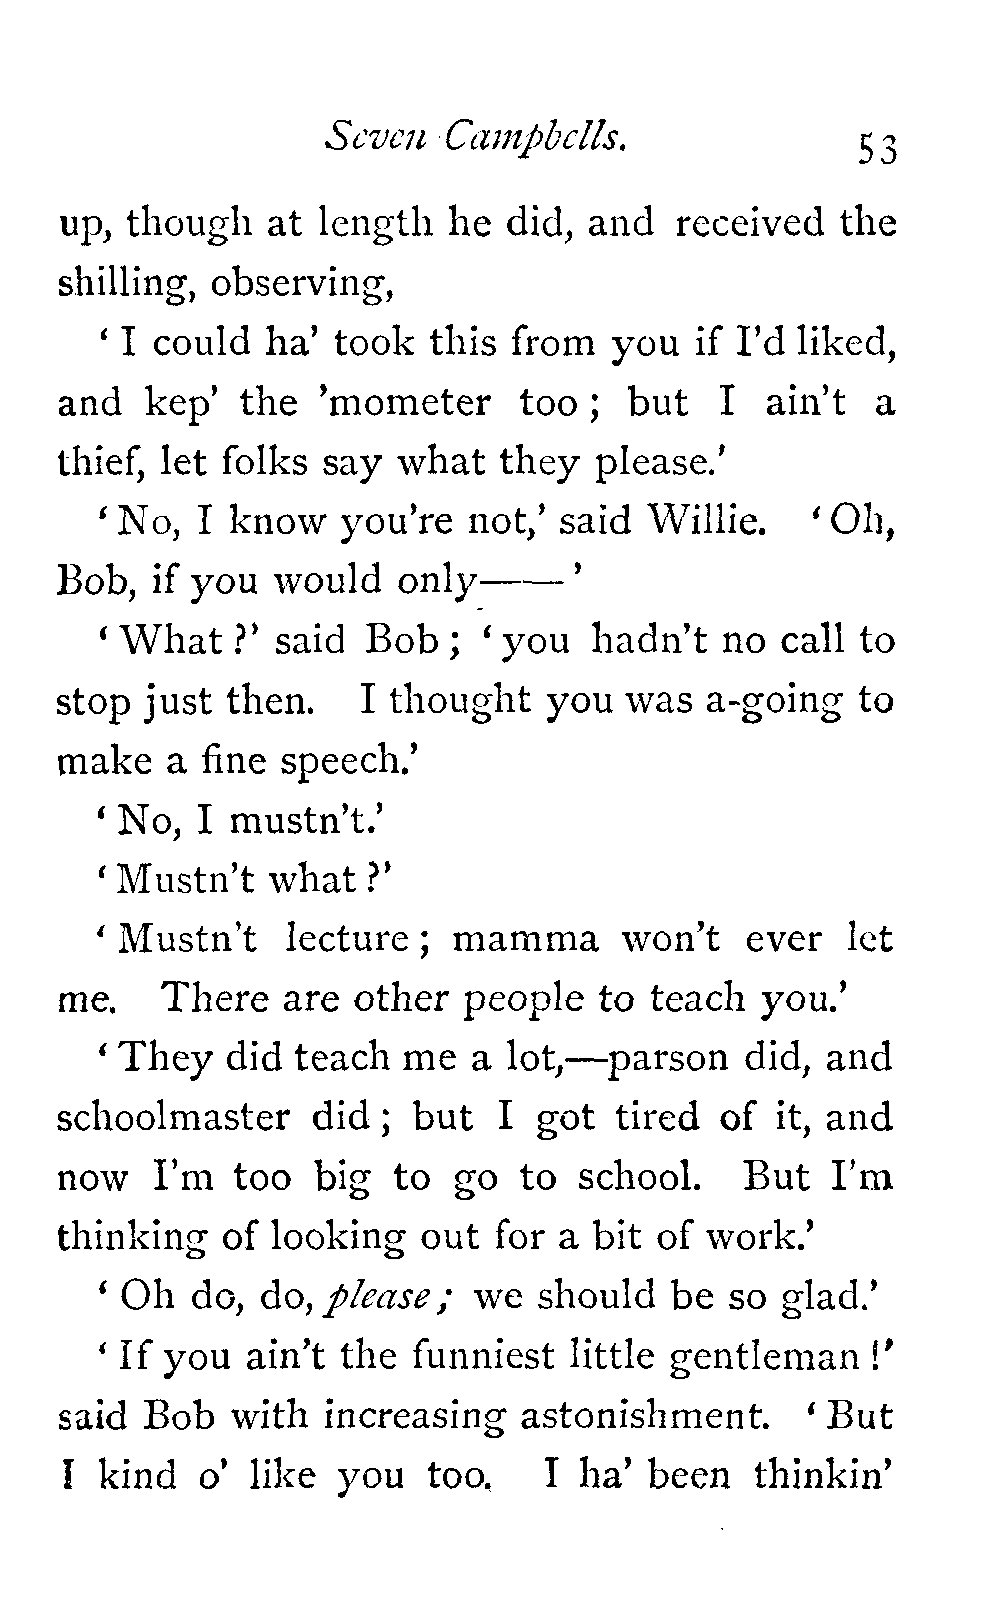 Seven Campbells. 53
up, though at length he did, and received the
shilling, observing,
‘ I could ha’ took this from you if I’d liked,
and kep’ the ’mometer too ; but I ain’t a
thief, let folks say what they please.’
‘ No, I know you’re not,’ said Willie. ‘ Oh,
Bob, if you would only—— ’
‘ What ?’ said Bob ; ‘ you hadn’t no call to
stop just then. I thought you was a-going to
make a fine speech.’
‘ No, I mustn’t.’
‘ Mustn’t what ?’
‘ Mustn’t lecture ; mamma won’t ever let
me. There are other people to teach you.’
‘ They did teach me a lot,—parson did, and
schoolmaster did ; but I got tired of it, and
now I’m too big to go to school. But I’m
thinking of looking out for a bit of work.’
‘ Oh do, do, please ; we should be so glad.’
‘ If you ain’t the funniest little gentleman !’
said Bob with increasing astonishment. ‘ But
I kind o’ like you too. I ha’ been thinkin’